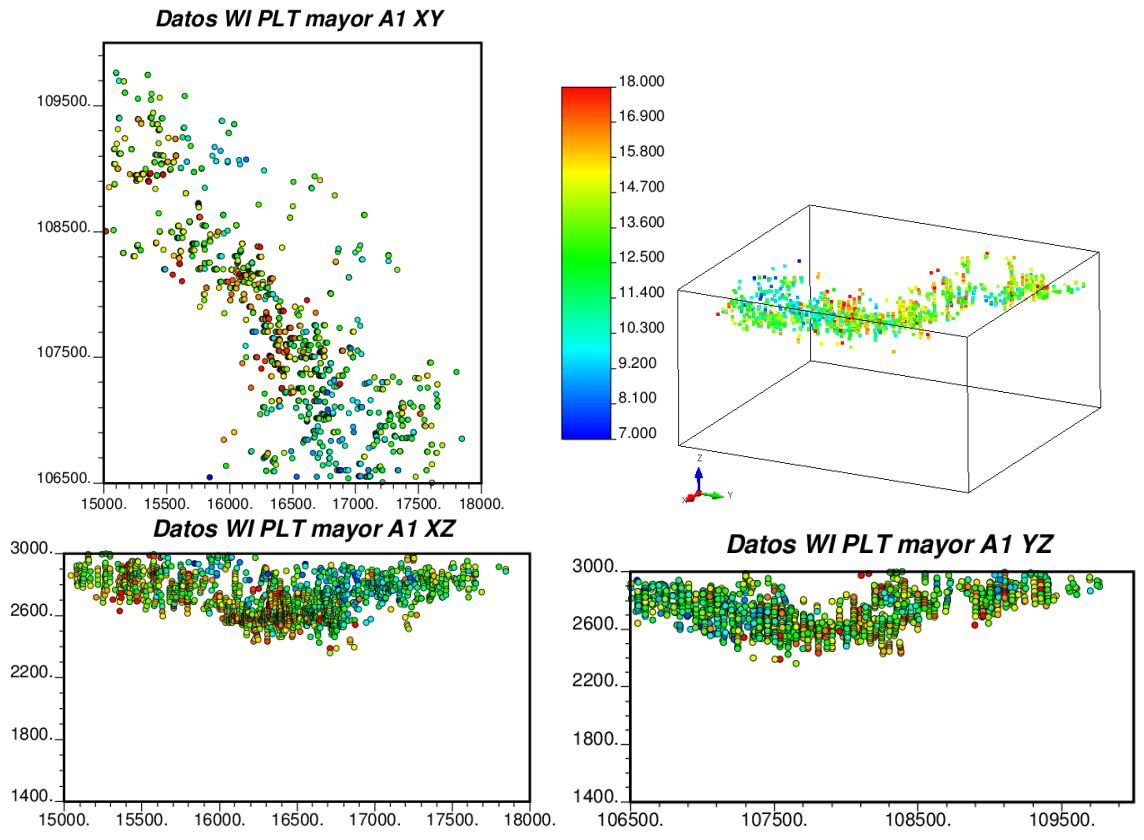 Datos WI PLT mayor A1 XY
109500.
108500.
107500.
106500.
15000. 15500. 16000. 16500. 17000. 17500. 18000.
18.000
16.900
15.800
14.700
13.600
12.500
11.400
10.300
9.200
8.100
7.000
Z
X
Y
Datos WI PLT mayor A1 XZ
3000.
2600.
2200.
1800.
1400.
15000. 15500. 16000. 16500. 17000. 17500. 18000.
Datos WI PLT mayor A1 YZ
3000.
2600.
2200.
1800.
1400.
106500. 107500. 108500. 109500.